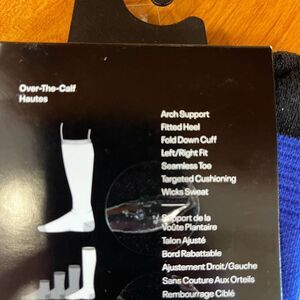 Over-The-Calf
Hautes
Arch Support
Fitted Heel
Fold Down Cuff
Left/Right Fit
Seamless Toe
Targeted Cushioning
Wicks Sweat
Support de la
Voûte Plantaire
Talon Ajusté
Bord Rabattable
Ajustement Droit/Gauche
Sans Couture Aux Orteils
Rembourrage Ciblé